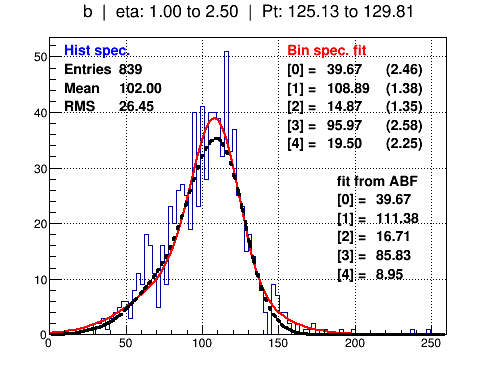 b | eta: 1.00 to 2.50 | Pt: 125.13 to 129.81
Hist spec.
Entries 839
Mean 102.00
RMS 26.45
Bin spec. fit
[0] = 39.67 (2.46)
[1] = 108.89 (1.38)
[2] = 14.87 (1.35)
[3] = 95.97 (2.58)
[4] = 19.50 (2.25)
fit from ABF
[0] = 39.67
[1] = 111.38
[2] = 16.71
[3] = 85.83
[4] = 8.95
50
40
30
20
10
0
0 50 100 150 200 250